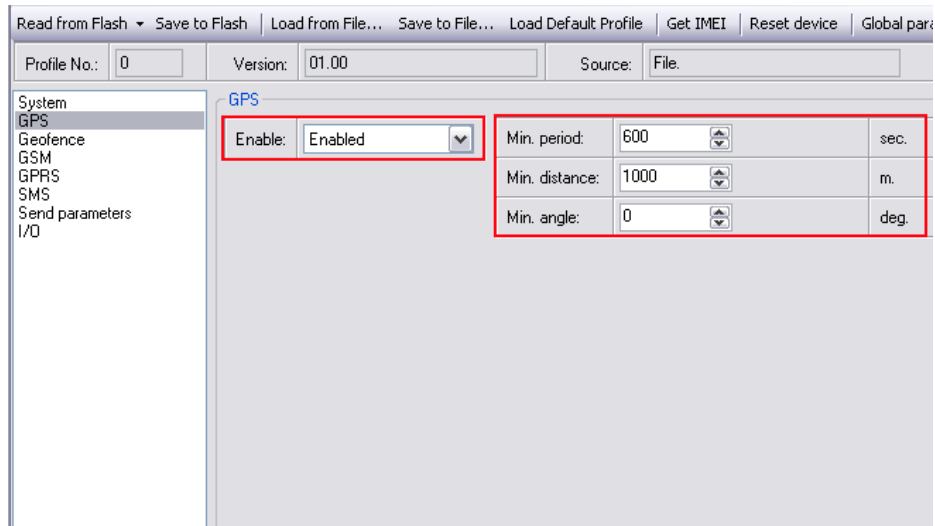 Read from Flash Save to Flash Load from File... Save to File... Load Default Profile Get IMEI Reset device Global para
Profile No.: 0 Version: 01.00 Source: File.
System
GPS
Geofence
GSM
GPRS
SMS
Send parameters
I/O
GPS
Enable: Enabled Min. period: 600 sec.
Min. distance: 1000 m.
Min. angle: 0 deg.